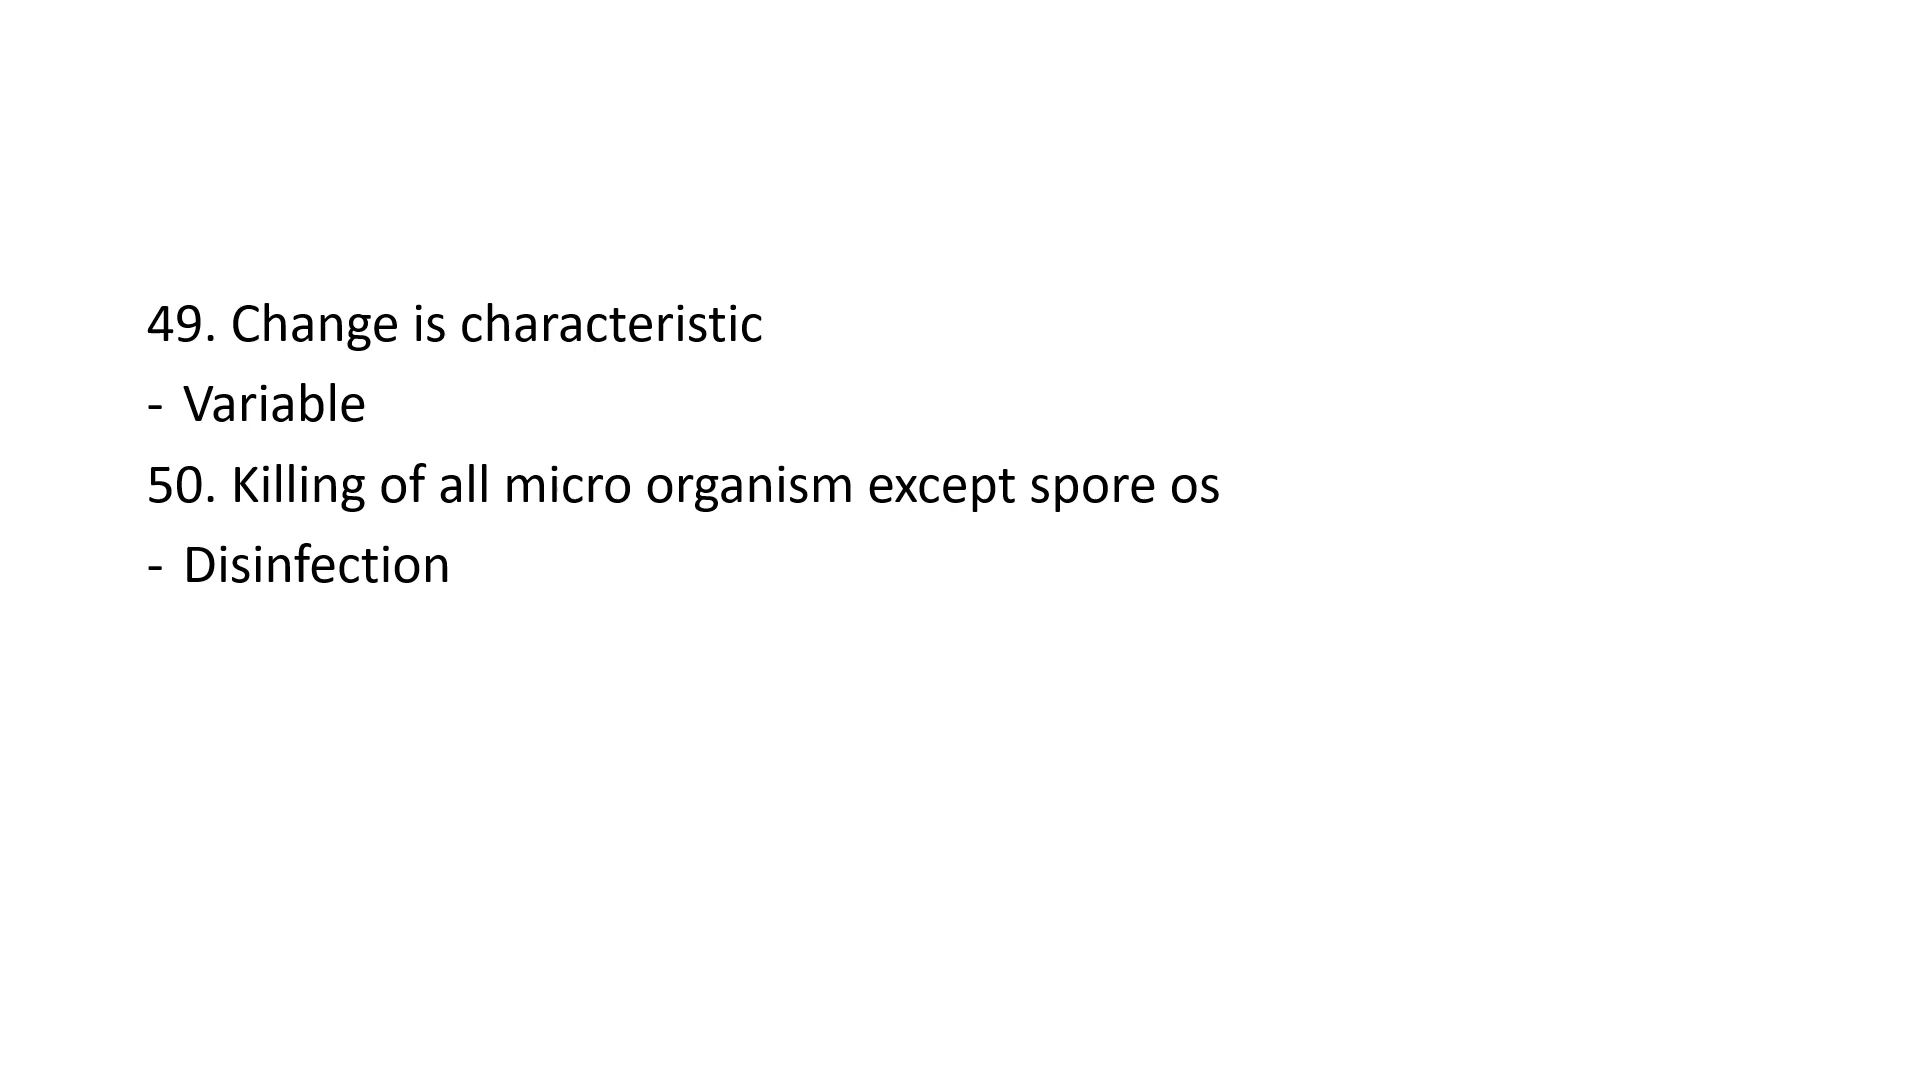 49. Change is characteristic
- Variable
50. Killing of all micro organism except spore os
- Disinfection